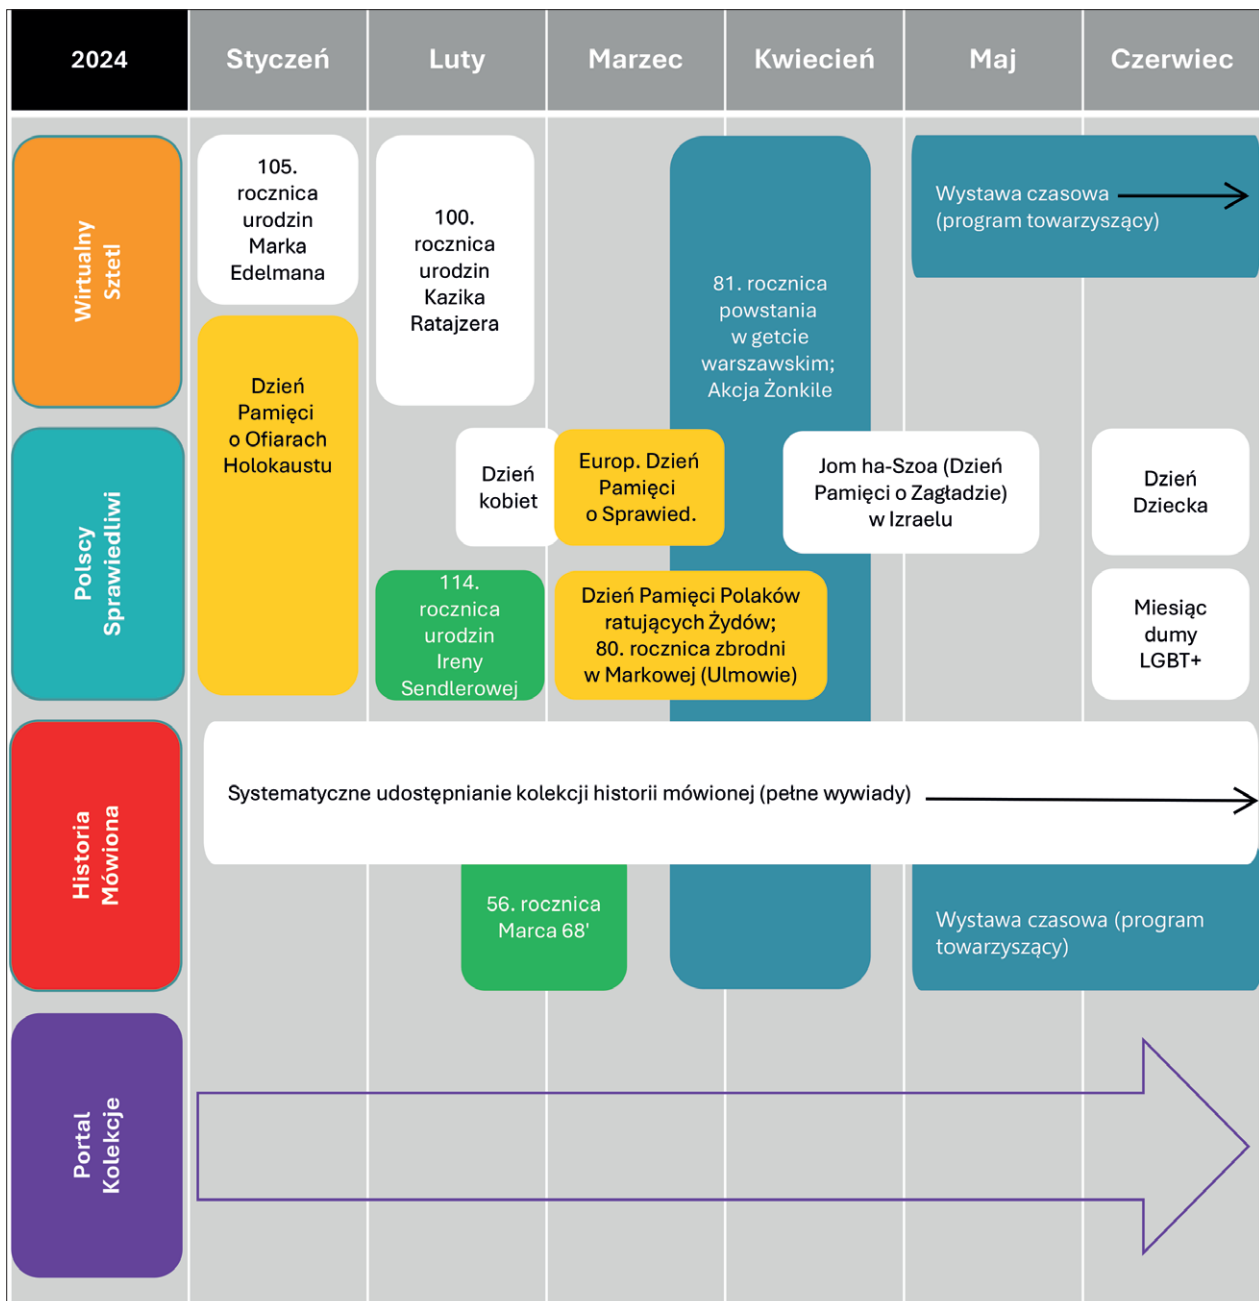 2024
Styczeń
Luty
Marzec
Kwiecień
Maj
Czerwiec
Wirtualny
Sztetl
105.
rocznica
urodzin
Marka
Edelmana
100.
rocznica
urodzin
Kazika
Ratajzera
81. rocznica
powstania
w getcie
warszawskim;
Akcja Żonkile
Wystawa czasowa
(program towarzyszący)
Dzień
Pamięci
o Ofiarach
Holokaustu
Polscy
Sprawiedliwi
Dzień
kobiet
Europ. Dzień
Pamięci
o Sprawied.
Jom ha-Szoa (Dzień
Pamięci o Zagładzie)
w Izraelu
Dzień
Dziecka
114.
rocznica
urodzin
Ireny
Sendlerowej
Dzień Pamięci Polaków
ratujących Żydów;
80. rocznica zbrodni
w Markowej (Ulmowie)
Miesiąc
dumy
LGBT+
Historia
Mówiona
Systematyczne udostępnianie kolekcji historii mówionej (pełne wywiady)
56. rocznica
Marca 68'
Wystawa czasowa (program
towarzyszący)
Portal
Kolekcje